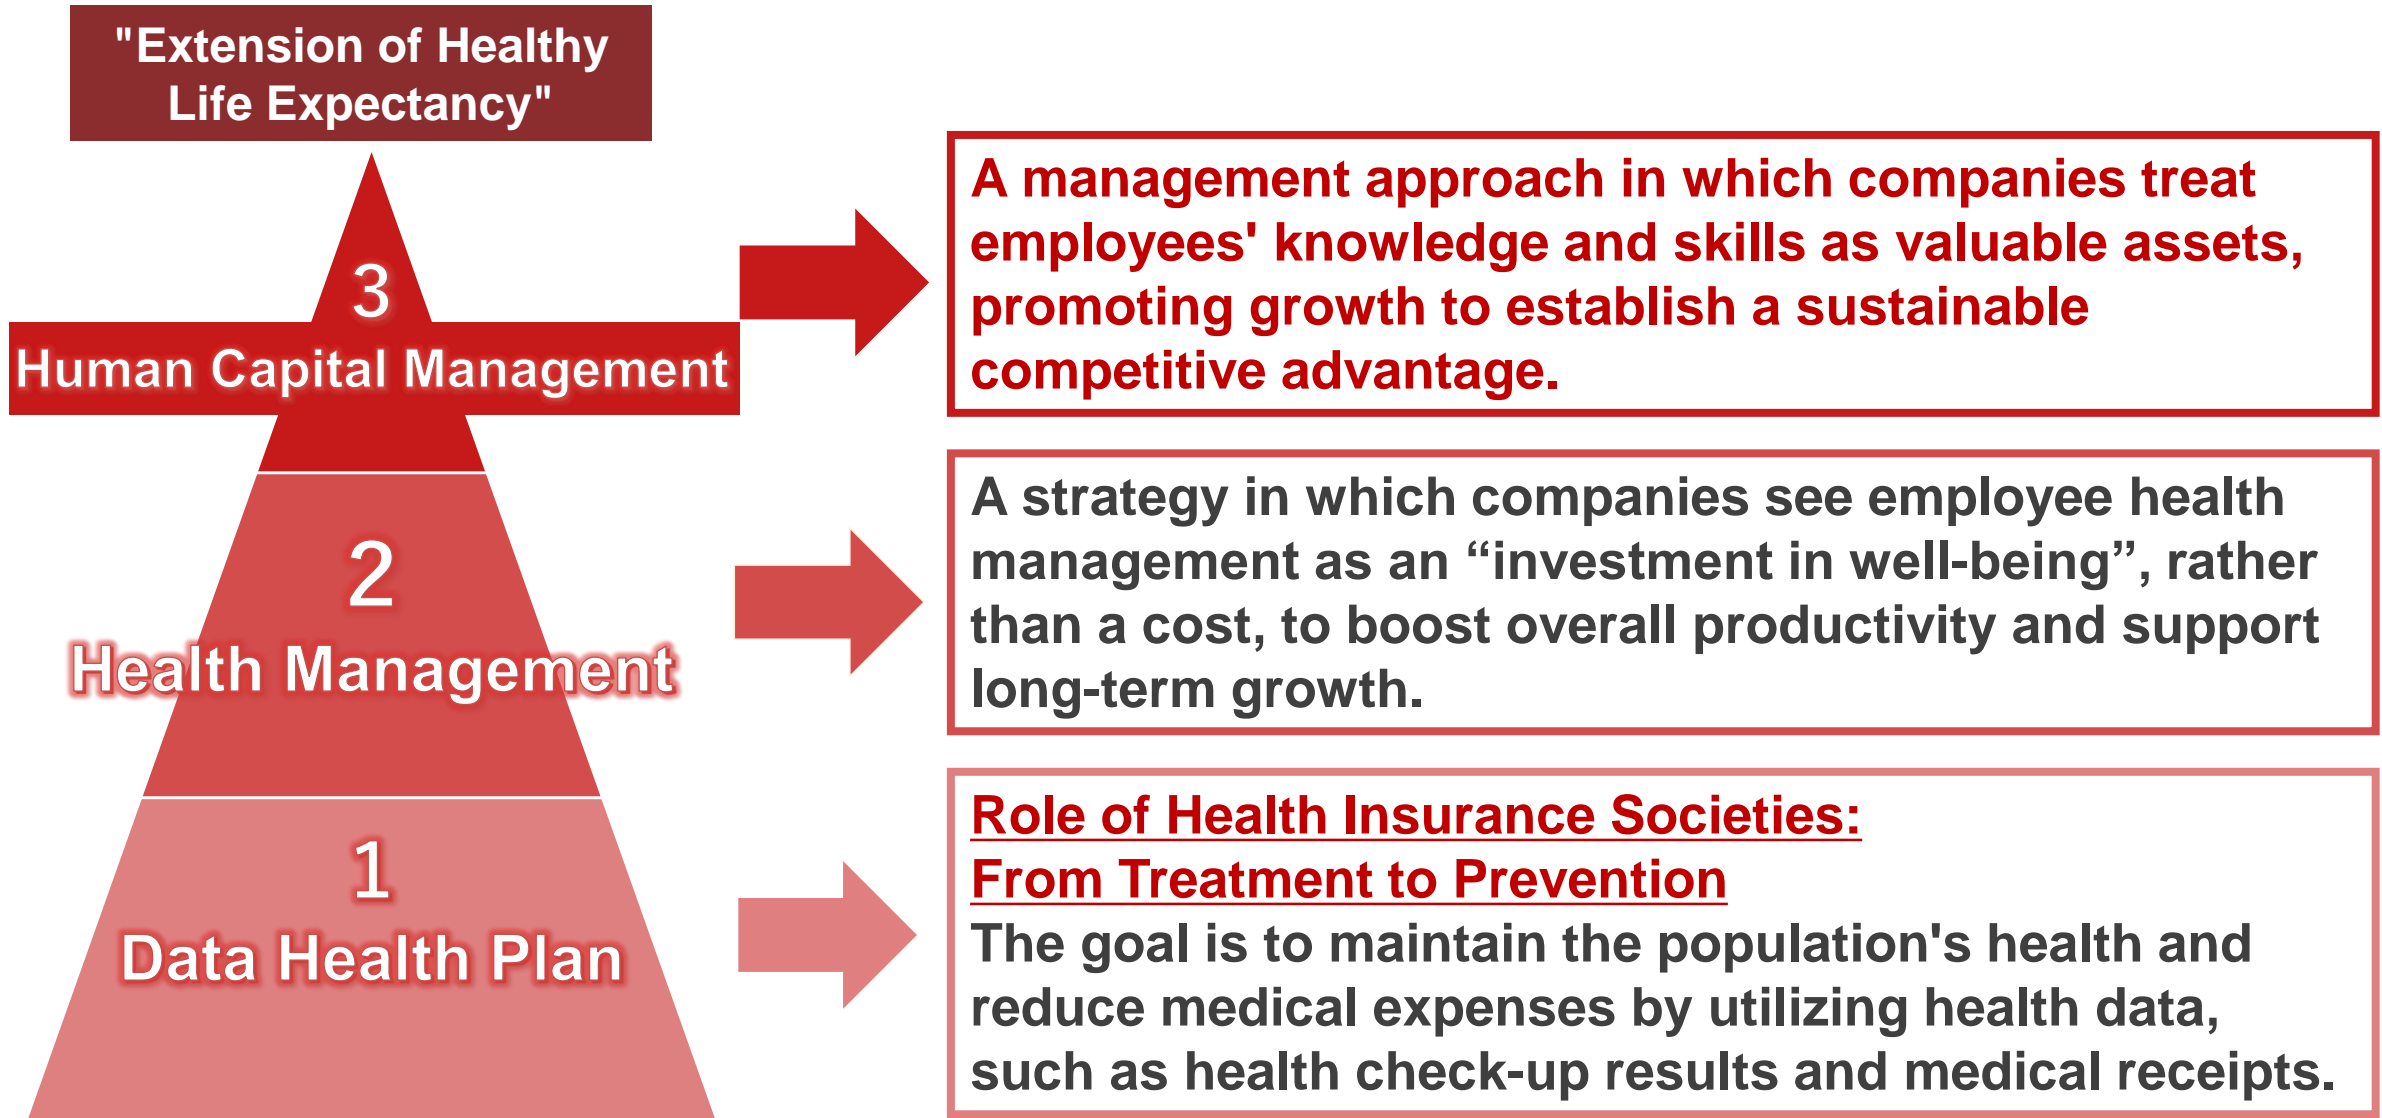 "Extension of Healthy
Life Expectancy"
3
Human Capital Management
A management approach in which companies treat
employees' knowledge and skills as valuable assets,
promoting growth to establish a sustainable
competitive advantage.
2
Health Management
A strategy in which companies see employee health
management as an “investment in well-being”, rather
than a cost, to boost overall productivity and support
long-term growth.
1
Data Health Plan
Role of Health Insurance Societies:
From Treatment to Prevention
The goal is to maintain the population's health and
reduce medical expenses by utilizing health data,
such as health check-up results and medical receipts.